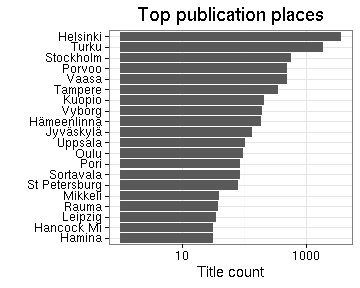 Top publication places
Helsinki
Turku
Stockholm
Porvoo
Vaasa
Tampere
Kuopio
Vyborg
Hämeenlinna
Jyväskylä
Uppsala
Oulu
Pori
Sortavala
St Petersburg
Mikkeli
Rauma
Leipzig
Hancock Mi
Hamina
10 1000
Title count